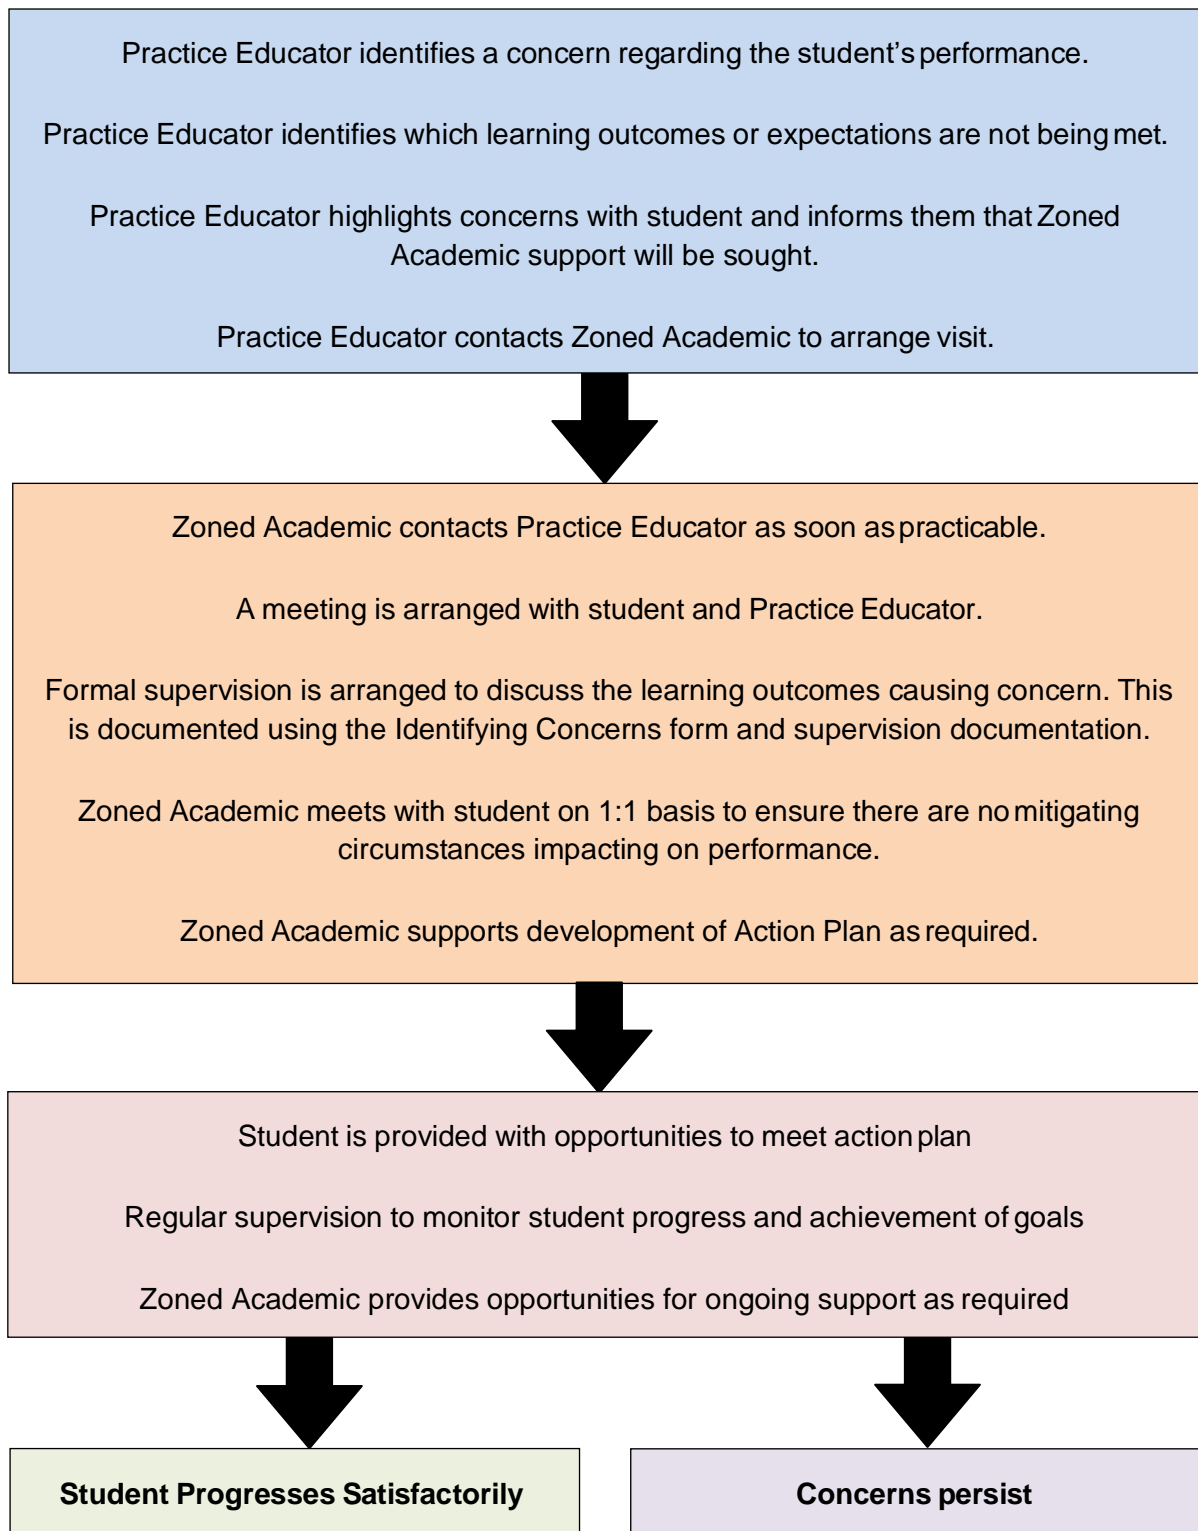 Practice Educator identifies a concern regarding the student's performance.
Practice Educator identifies which learning outcomes or expectations are not being met.
Practice Educator highlights concerns with student and informs them that Zoned
Academic support will be sought.
Practice Educator contacts Zoned Academic to arrange visit.
Zoned Academic contacts Practice Educator as soon as practicable.
A meeting is arranged with student and Practice Educator.
Formal supervision is arranged to discuss the learning outcomes causing concern. This
is documented using the Identifying Concerns form and supervision documentation.
Zoned Academic meets with student on 1:1 basis to ensure there are no mitigating
circumstances impacting on performance.
Zoned Academic supports development of Action Plan as required.
Student is provided with opportunities to meet action plan
Regular supervision to monitor student progress and achievement of goals
Zoned Academic provides opportunities for ongoing support as required
Student Progresses Satisfactorily
Concerns persist